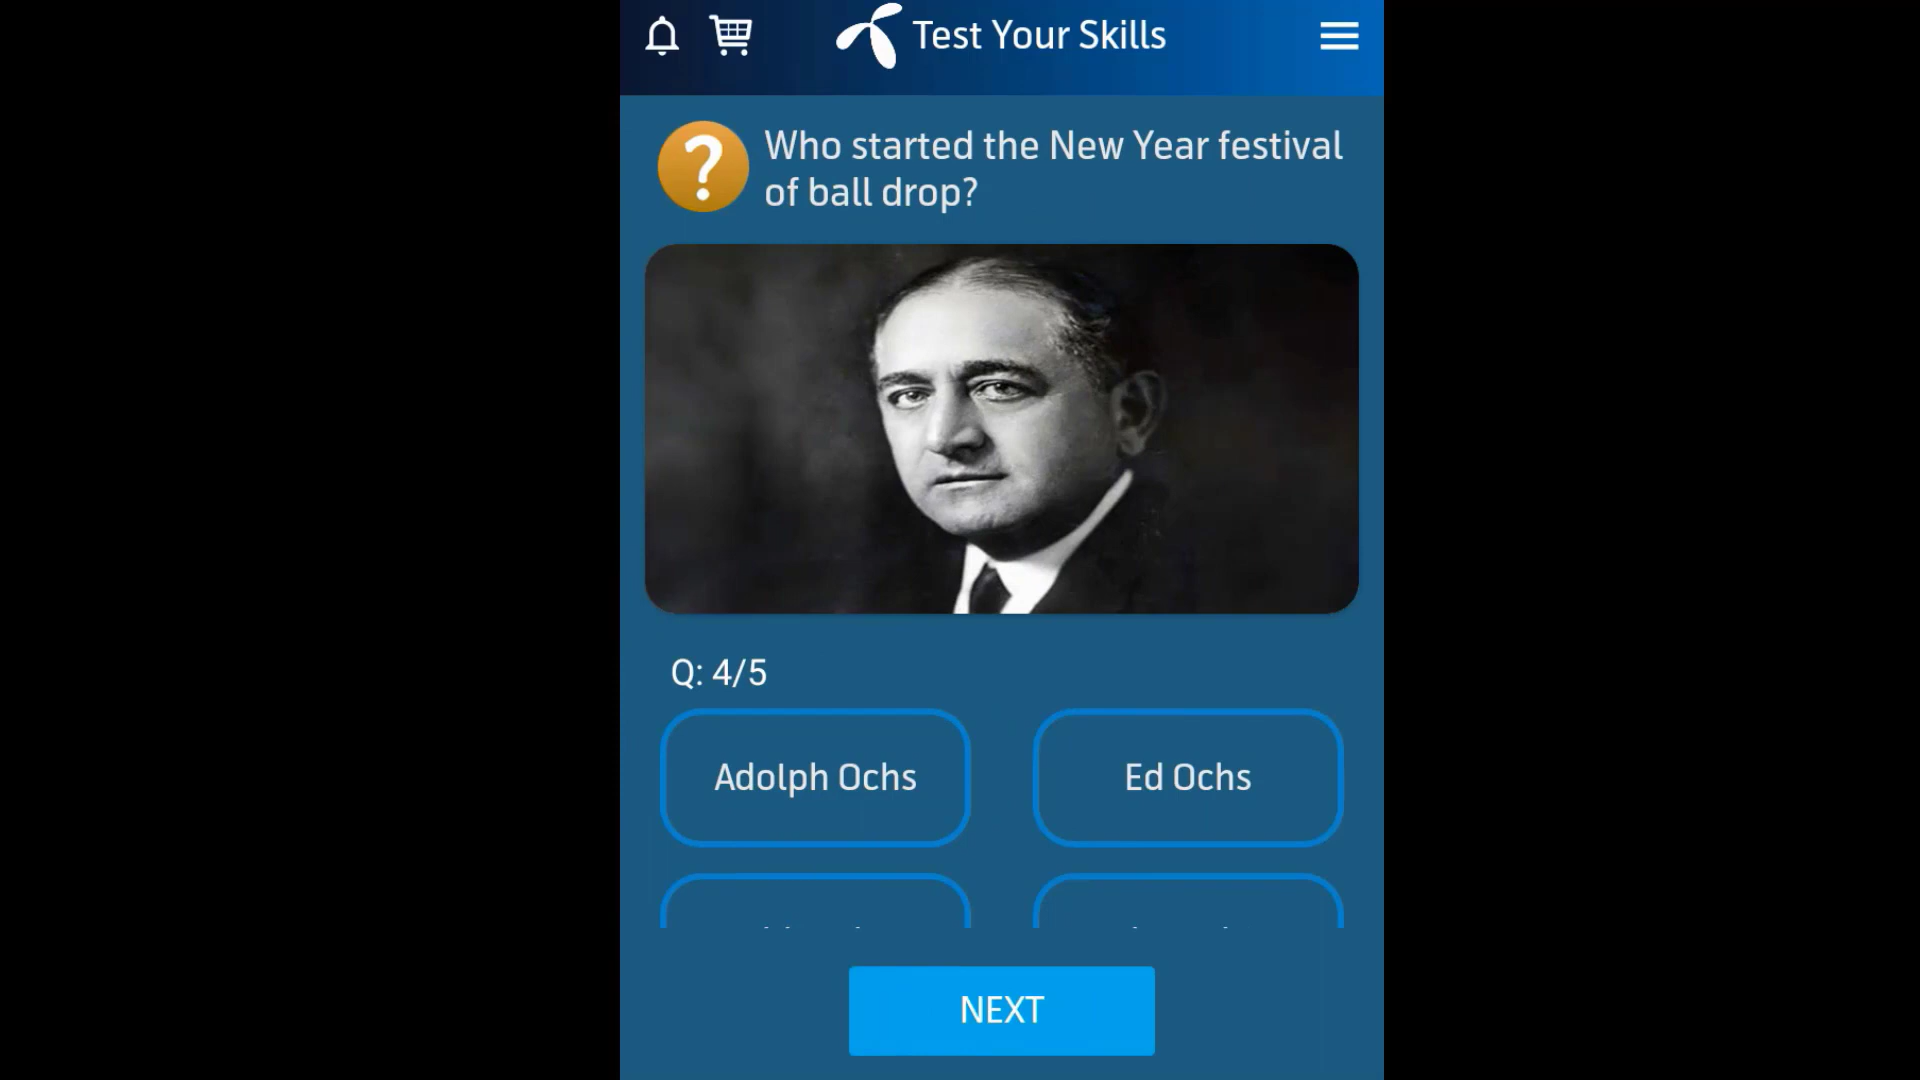 Test Your Skills
?
Who started the New Year festival
of ball drop?
Q: 4/5
Adolph Ochs
Ed Ochs
NEXT